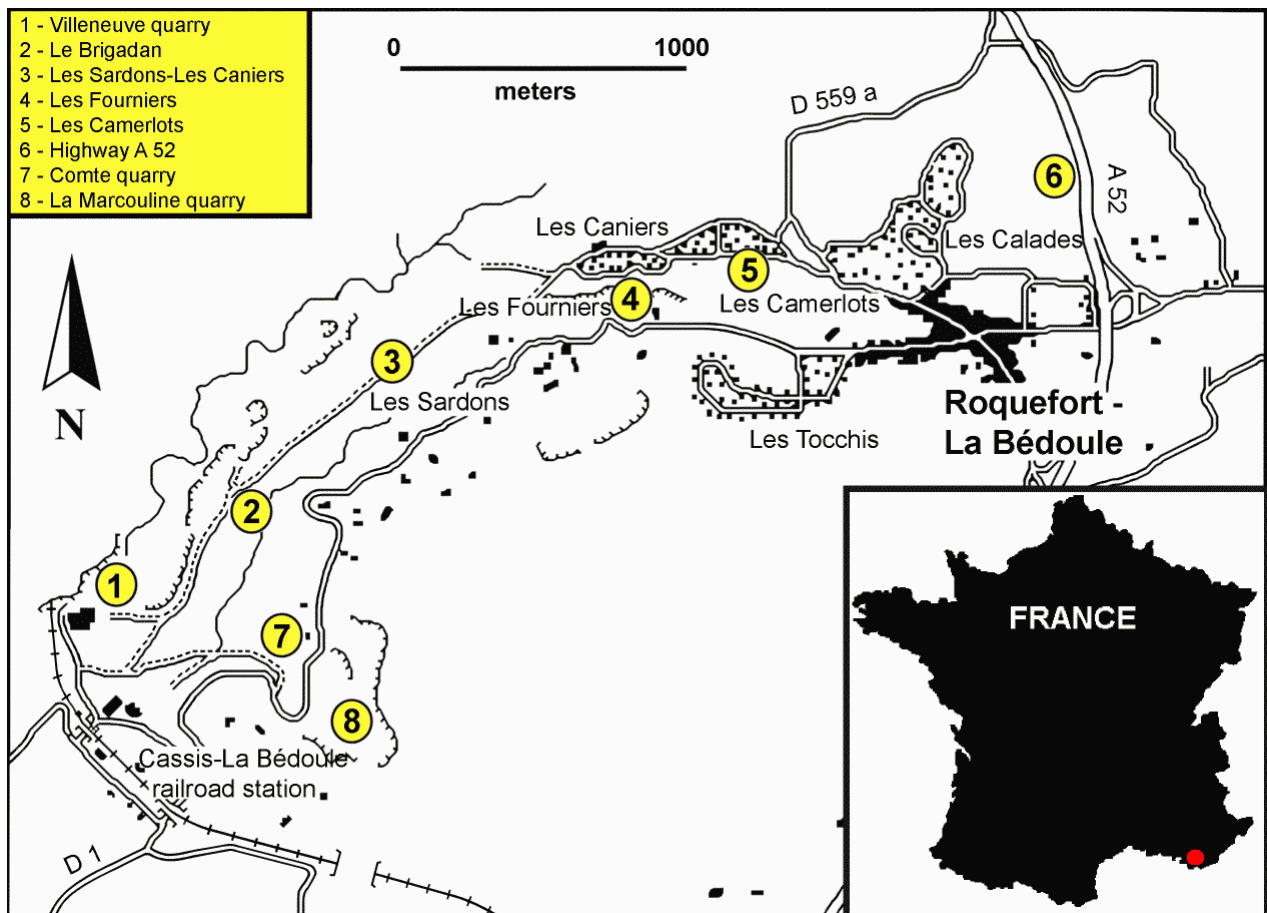 1 - Villeneuve quarry
2 - Le Brigadan
3 - Les Sardons-Les Caniers
4 - Les Fourniers
5 - Les Camerlots
6 - Highway A 52
7 - Comte quarry
8 - La Marcouline quarry
0
1000
meters
D 559 a
6
A 52
Les Caniers
Les Calades
5
4
Les Fourniers
Les Camerlots
3
N
Les Sardons
Roquefort -
La Bédoule
Les Tocchis
2
1
FRANCE
7
8
Cassis-La Bédoule
railroad station
D 1